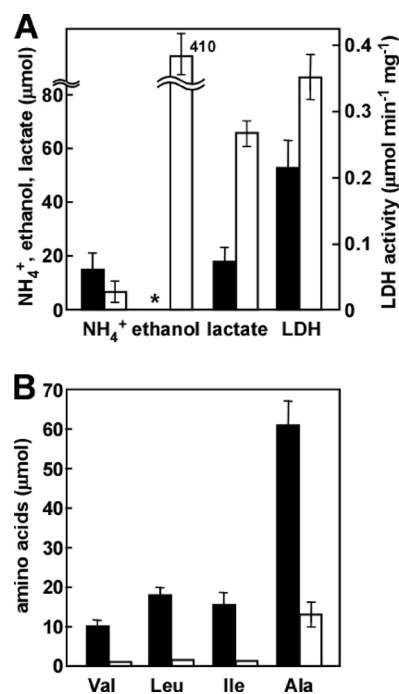 A
NH₄⁺, ethanol, lactate (μmol)
80
60
40
20
0
410
*
0.4
0.3
0.2
0.1
0
LDH activity (μmol min⁻¹ mg⁻¹)
NH₄⁺ ethanol lactate LDH
B
amino acids (μmol)
70
60
50
40
30
20
10
0
Val Leu Ile Ala